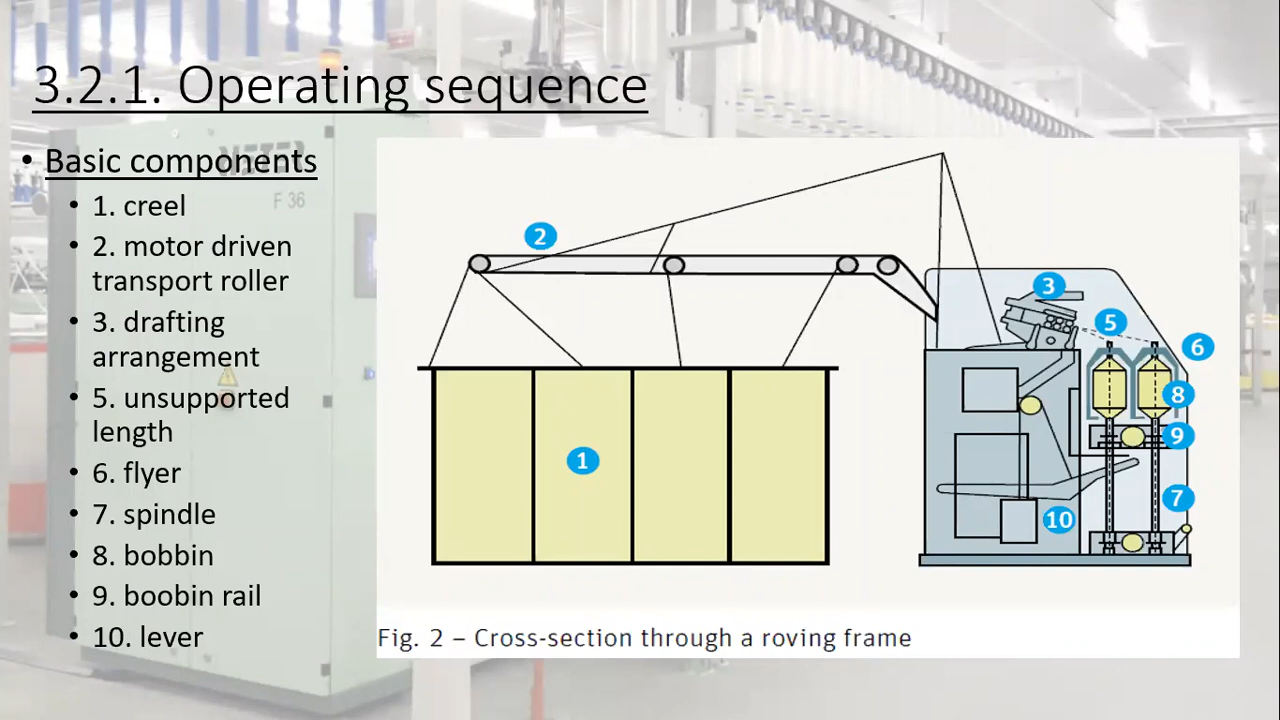 3.2.1. Operating sequence
• Basic components
• 1. creel
• 2. motor driven
transport roller
• 3. drafting
arrangement
• 5. unsupported
length
• 6. flyer
• 7. spindle
• 8. bobbin
• 9. boobin rail
• 10. lever
F 36
2
3
5
6
8
1
9
7
10
Fig. 2 – Cross-section through a roving frame